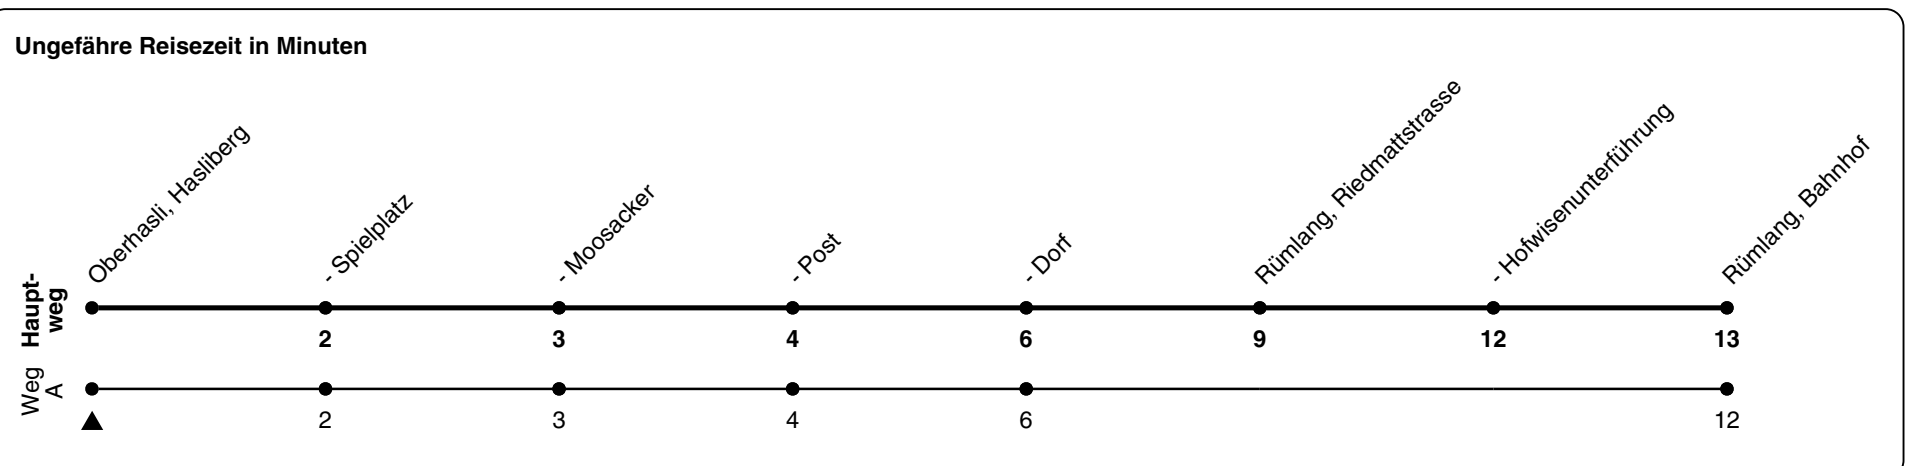 Ungefähre Reisezeit in Minuten
Oberhasli, Hasliberg
- Spielplatz
- Moosacker
- Post
- Dorf
Rümlang, Riedmattstrasse
- Hofwisenunterführung
Rümlang, Bahnhof
Haupt-
weg
2 3 4 6 9 12 13
Weg
A
2 3 4 6 12